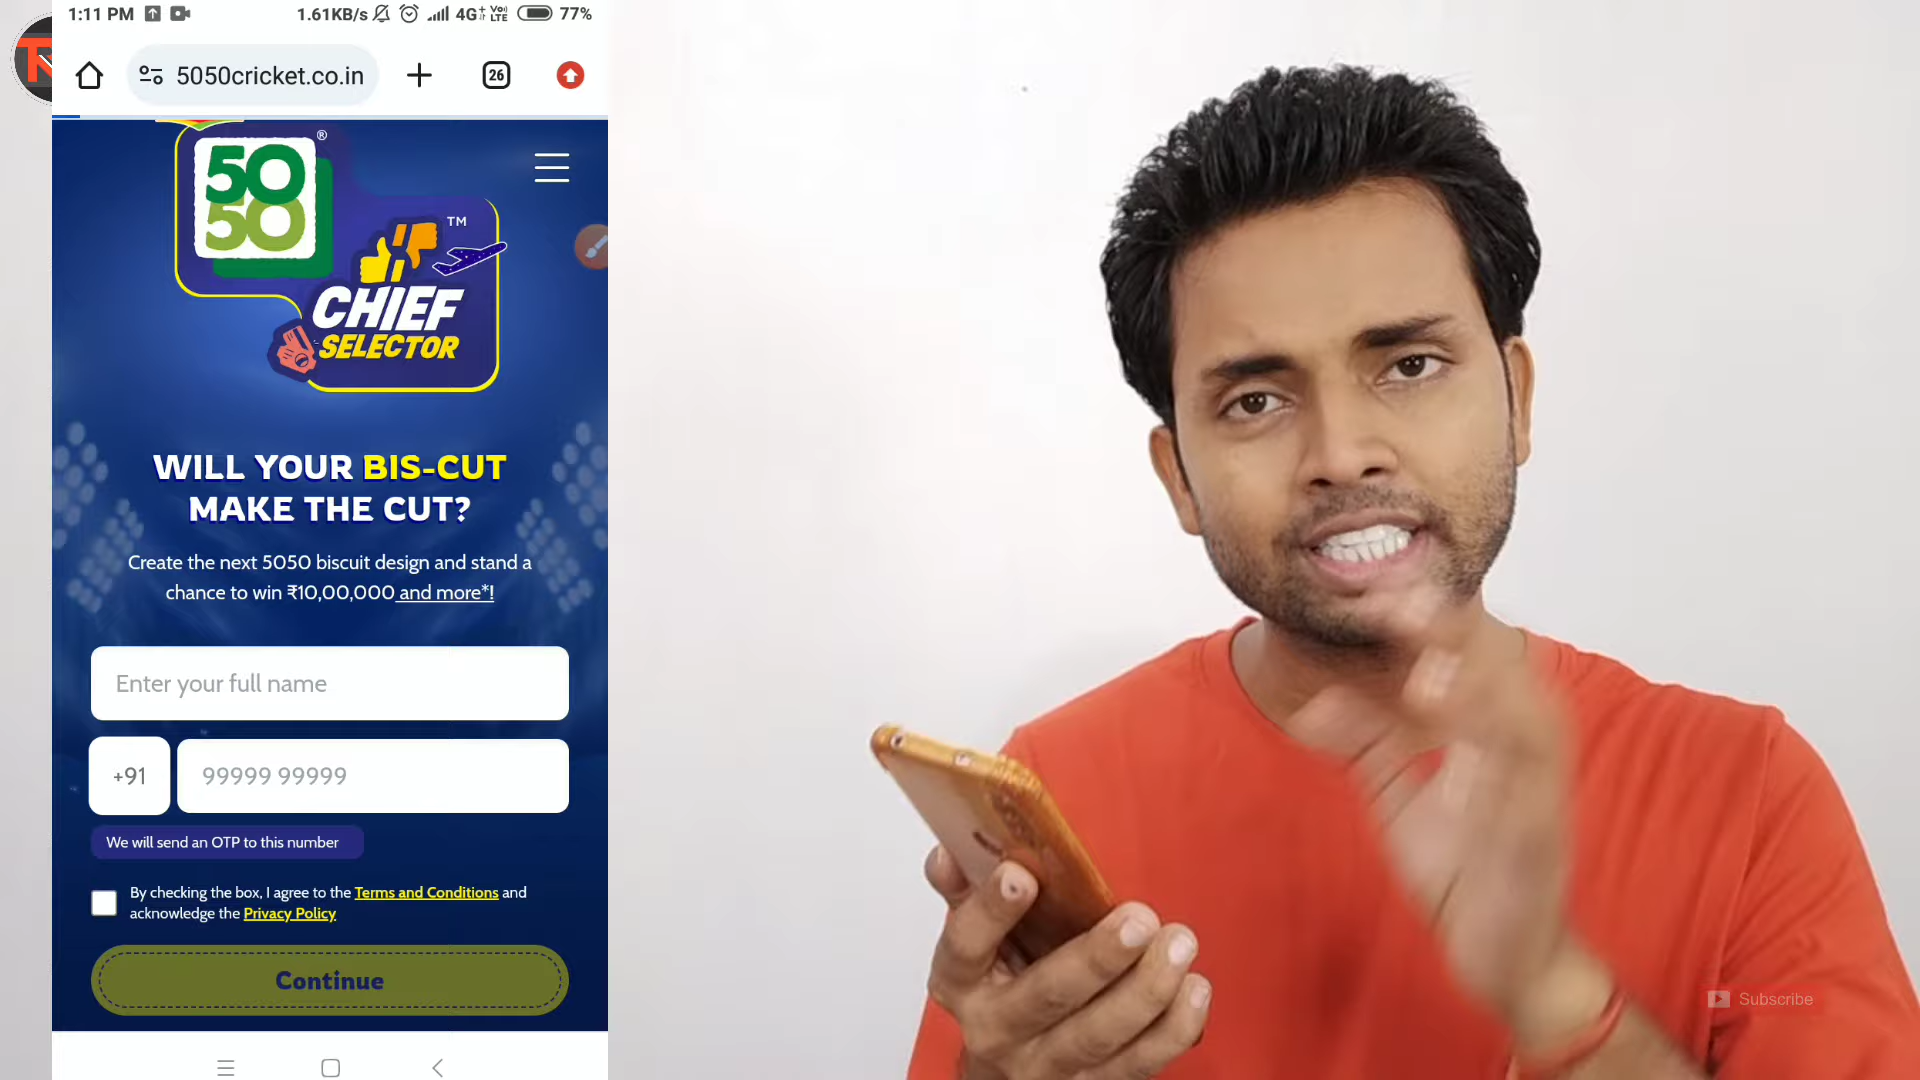 1:11 PM
1.61KB/s
4G+
Vo)
LTE
77%
5050cricket.co.in
26
50
50
®
TM
CHIEF
SELECTOR
WILL YOUR BIS-CUT
MAKE THE CUT?
Create the next 5050 biscuit design and stand a
chance to win ₹10,00,000 and more*!
Enter your full name
+91
99999 99999
We will send an OTP to this number
By checking the box, I agree to the Terms and Conditions and
acknowledge the Privacy Policy
Continue
Subscribe